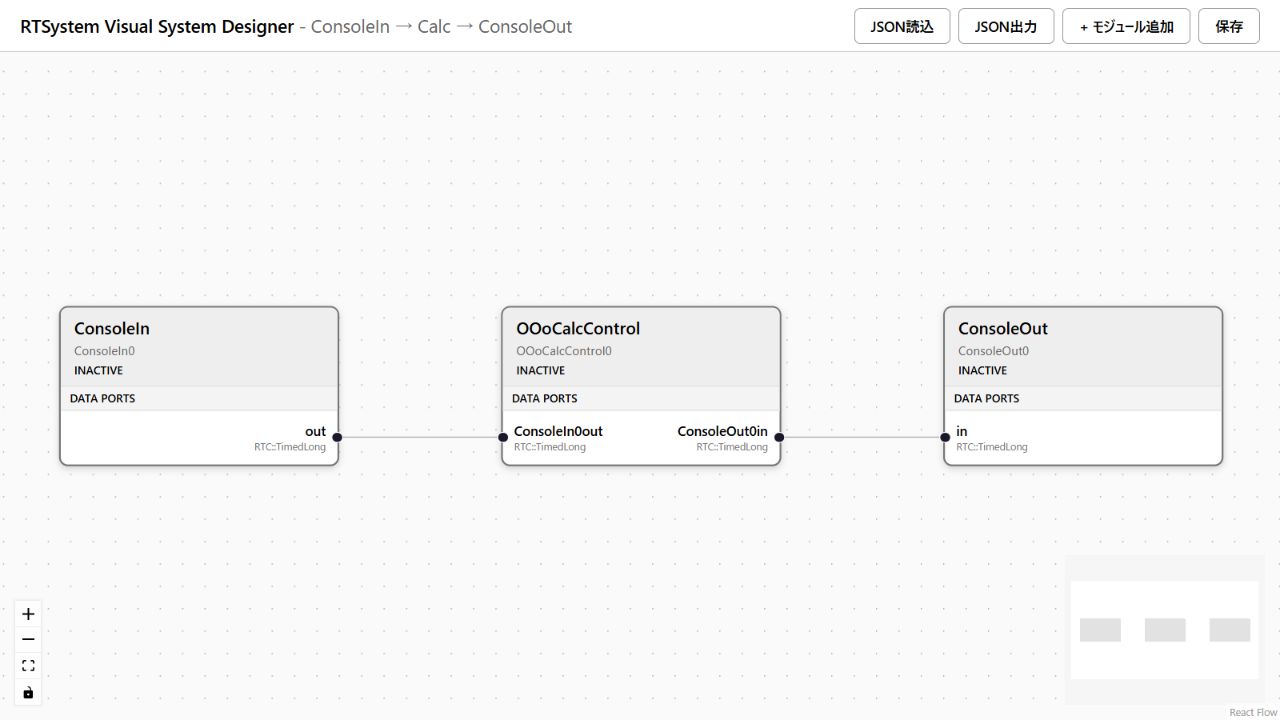 RTSystem Visual System Designer - ConsoleIn → Calc → ConsoleOut
JSON読込
JSON出力
+ モジュール追加
保存
ConsoleIn
ConsoleIn0
INACTIVE
DATA PORTS
out
RTC::TimedLong
OOoCalcControl
OOoCalcControl0
INACTIVE
DATA PORTS
ConsoleIn0out
RTC::TimedLong
ConsoleOut0in
RTC::TimedLong
ConsoleOut
ConsoleOut0
INACTIVE
DATA PORTS
in
RTC::TimedLong
React Flow